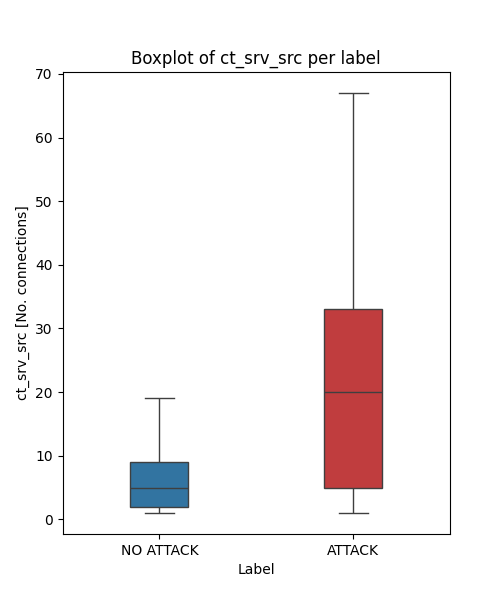 Boxplot of ct_srv_src per label
ct_srv_src [No. connections]
70
60
50
40
30
20
10
0
NO ATTACK
ATTACK
Label